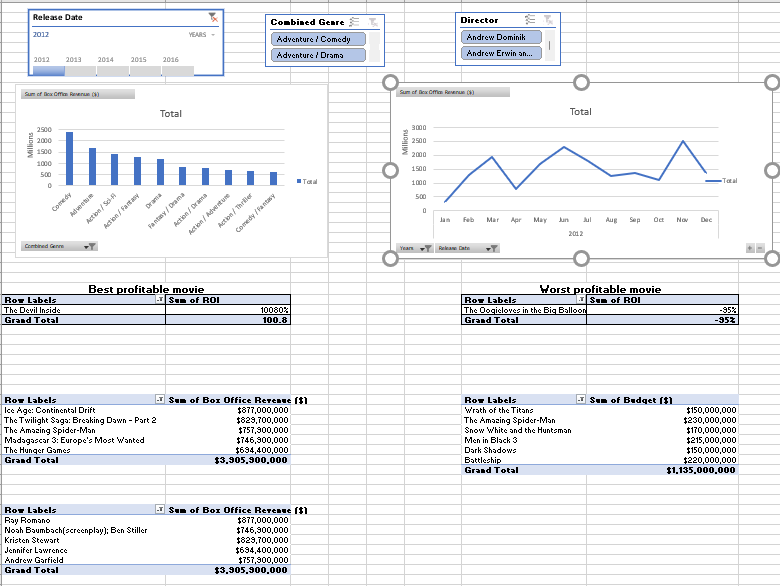 Release Date
2012
YEARS
2012 2013 2014 2015 2016
Combined Genre
Adventure / Comedy
Adventure / Drama
Director
Andrew Dominik
Andrew Erwin an...
Sum of Box Office Revenue ($)
Total
Millions
2500
2000
1500
1000
500
0
Comedy
Adventure
Action / Sci-Fi
Action / Fantasy
Drama
Fantasy / Drama
Action / Drama
Action / Adventure
Action / Thriller
Comedy / Fantasy
Total
Combined Genre
Sum of Box Office Revenue ($)
Total
Millions
3000
2500
2000
1500
1000
500
0
Jan Feb Mar Apr May Jun Jul Aug Sep Oct Nov Dec
2012
Total
Years Release Date
Best profitable movie
Row Labels Sum of ROI
The Devil Inside 10080%
Grand Total 100.8
Worst profitable movie
Row Labels Sum of ROI
The Oogieloves in the Big Balloon -95%
Grand Total -95%
Row Labels Sum of Box Office Revenue ($)
Ice Age: Continental Drift $877,000,000
The Twilight Saga: Breaking Dawn - Part 2 $829,700,000
The Amazing Spider-Man $757,900,000
Madagascar 3: Europe's Most Wanted $746,900,000
The Hunger Games $694,400,000
Grand Total $3,905,900,000
Row Labels Sum of Budget ($)
Wrath of the Titans $150,000,000
The Amazing Spider-Man $230,000,000
Snow White and the Huntsman $170,000,000
Men in Black 3 $215,000,000
Dark Shadows $150,000,000
Battleship $220,000,000
Grand Total $1,135,000,000
Row Labels Sum of Box Office Revenue ($)
Ray Romano $877,000,000
Noah Baumbach(screenplay); Ben Stiller $746,900,000
Kristen Stewart $829,700,000
Jennifer Lawrence $694,400,000
Andrew Garfield $757,900,000
Grand Total $3,905,900,000